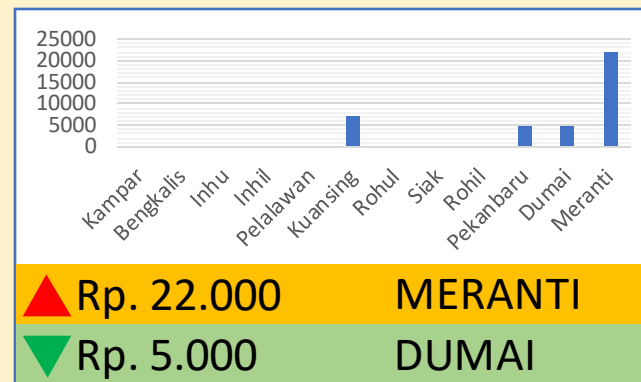 25000
20000
15000
10000
5000
0
Kampar
Bengkalis
Inhu
Inhil
Pelalawan
Kuansing
Rohul
Siak
Rohil
Pekanbaru
Dumai
Meranti
Rp. 22.000 MERANTI
Rp. 5.000 DUMAI